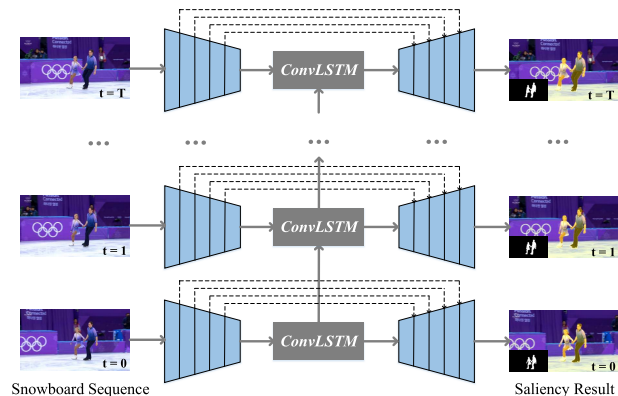 ConvLSTM
t = T
t = T
...
...
...
...
...
ConvLSTM
t = 1
t = 1
ConvLSTM
t=0
t=0
Snowboard Sequence
Saliency Result